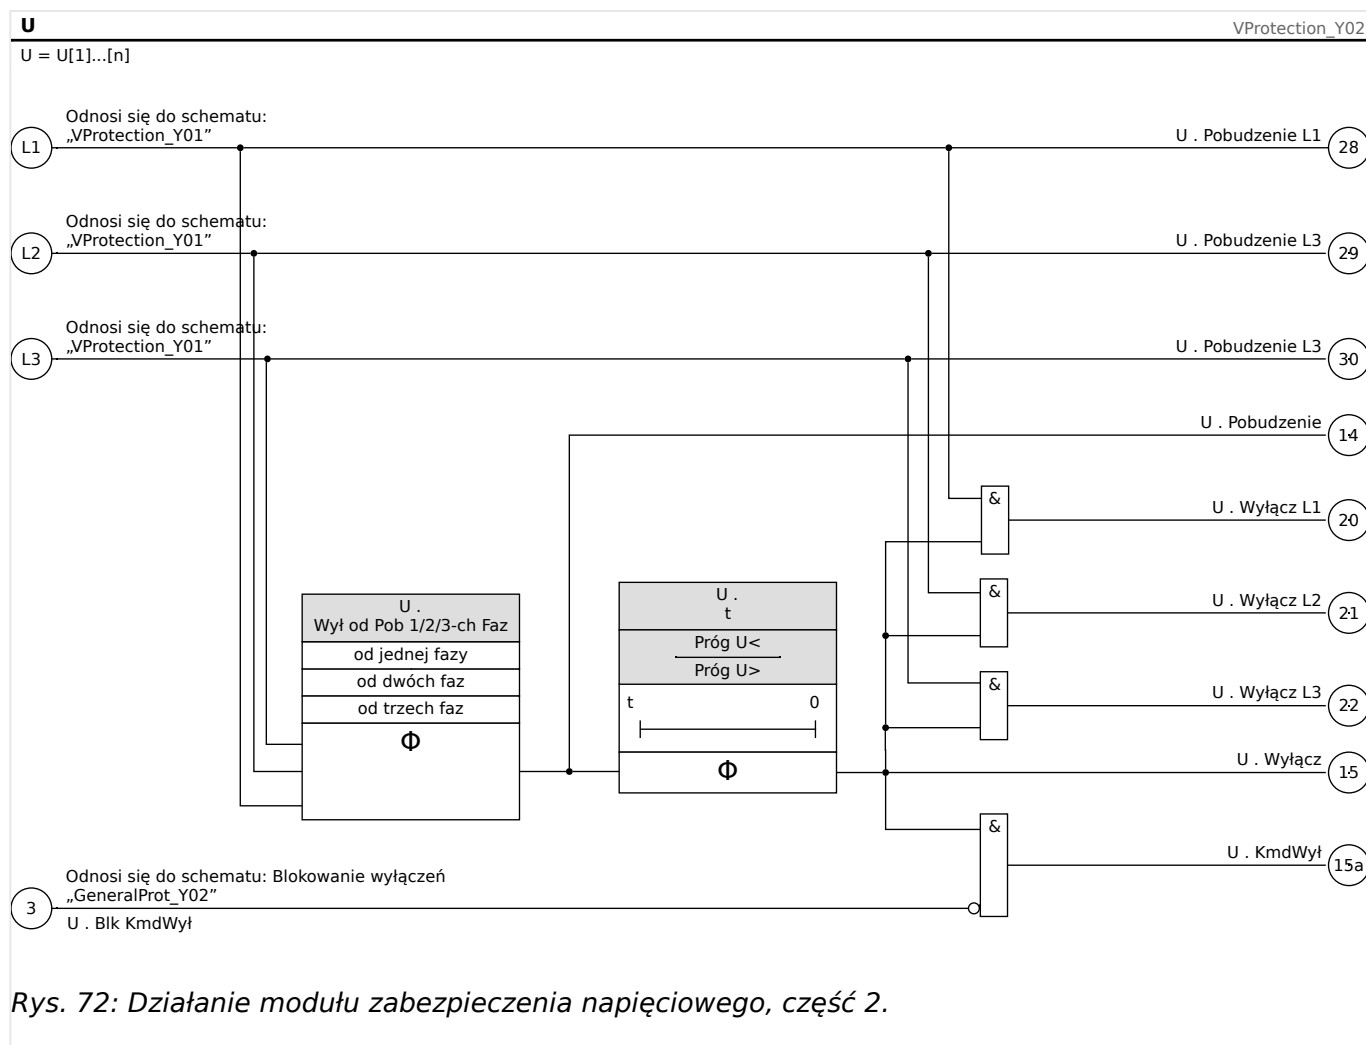 U
VProtection_Y02
U = U[1]...[n]
Odnosi się do schematu:
„VProtection_Y01”
L1
U . Pobudzenie L1
28
Odnosi się do schematu:
„VProtection_Y01”
L2
U . Pobudzenie L3
29
Odnosi się do schematu:
„VProtection_Y01”
L3
U . Pobudzenie L3
30
U . Pobudzenie
14
&
U . Wyłącz L1
20
&
U . Wyłącz L2
21
U .
Wył od Pob 1/2/3-ch Faz
od jednej fazy
od dwóch faz
od trzech faz
Φ
U .
t
Próg U<
Próg U>
t 0
Φ
&
U . Wyłącz L3
22
U . Wyłącz
15
&
U . KmdWył
15a
Odnosi się do schematu: Blokowanie wyłączeń
„GeneralProt_Y02”
3
U . Blk KmdWył
Rys. 72: Działanie modułu zabezpieczenia napięciowego, część 2.